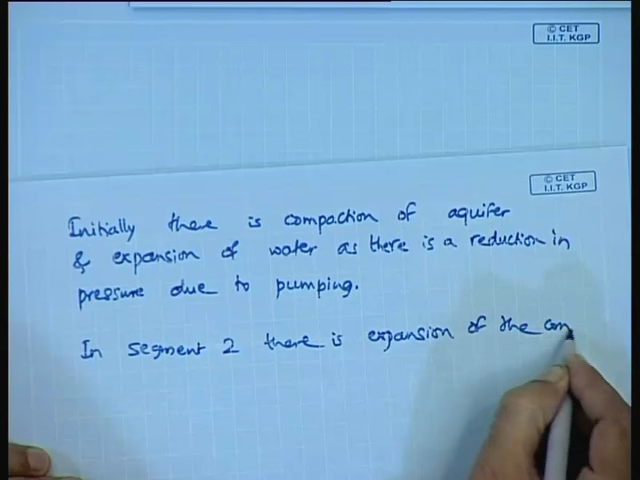 © CET
I.I.T. KGP
© CET
I.I.T. KGP
Initially there is compaction of aquifer
& expansion of water as there is a reduction in
pressure due to pumping.
In segment 2 there is expansion of the con